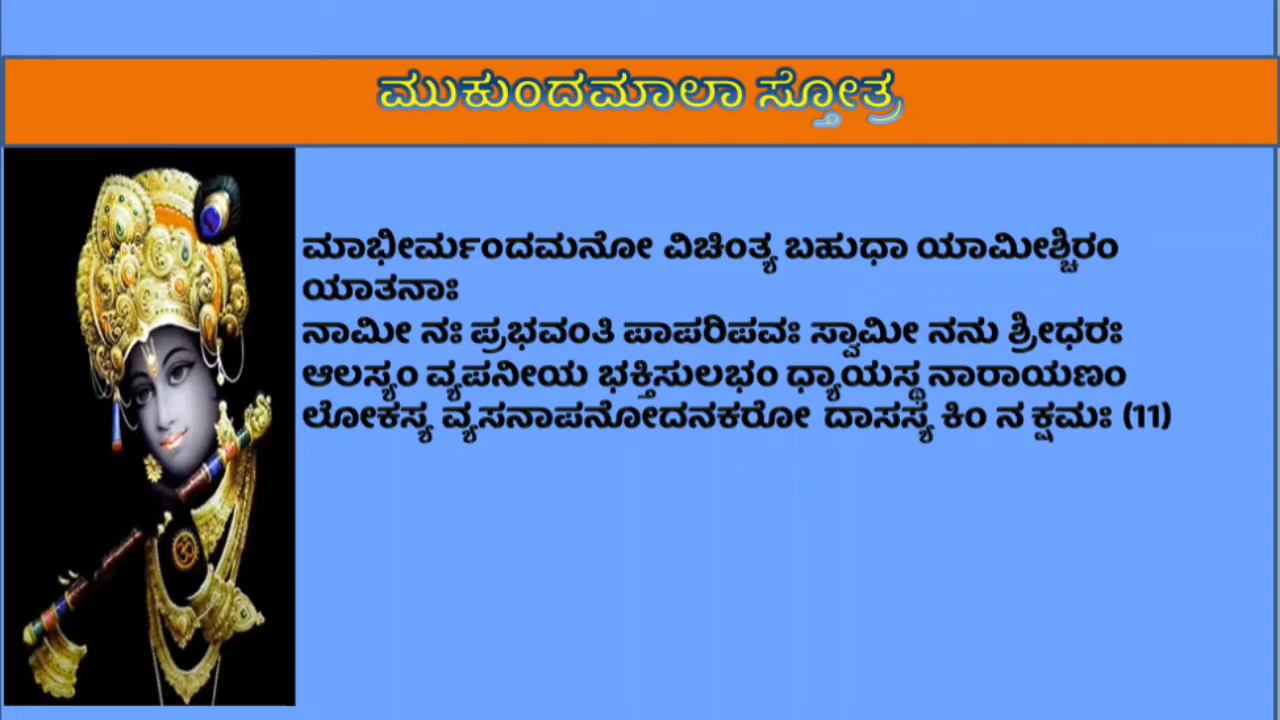 ಮುಕುಂದಮಾಲಾ ಸ್ತೋತ್ರ
ಮಾಭೀರ್ಮಂದಮನೋ ವಿಚಿಂತ್ಯ ಬಹುಧಾ ಯಾಮೀಶ್ಚಿರಂ
ಯಾತನಾಃ
ನಾಮೀ ನಃ ಪ್ರಭವಂತಿ ಪಾಪರಿಪವಃ ಸ್ವಾಮೀ ನನು ಶ್ರೀಧರಃ
ಆಲಸ್ಯಂ ವ್ಯಪನೀಯ ಭಕ್ತಿಸುಲಭಂ ಧ್ಯಾಯಸ್ಥ ನಾರಾಯಣಂ
ಲೋಕಸ್ಯ ವ್ಯಸನಾಪನೋದನಕರೋ ದಾಸಸ್ಯ ಕಿಂ ನ ಕ್ಷಮಃ (11)